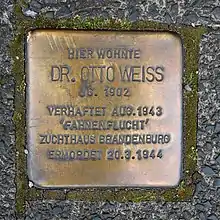 HIER WOHNTE
DR. OTTO WEISS
JG. 1902
VERHAFTET AUG. 1943
'FAHNENFLUCHT'
ZUCHTHAUS BRANDENBURG
ERMORDET 20.3.1944